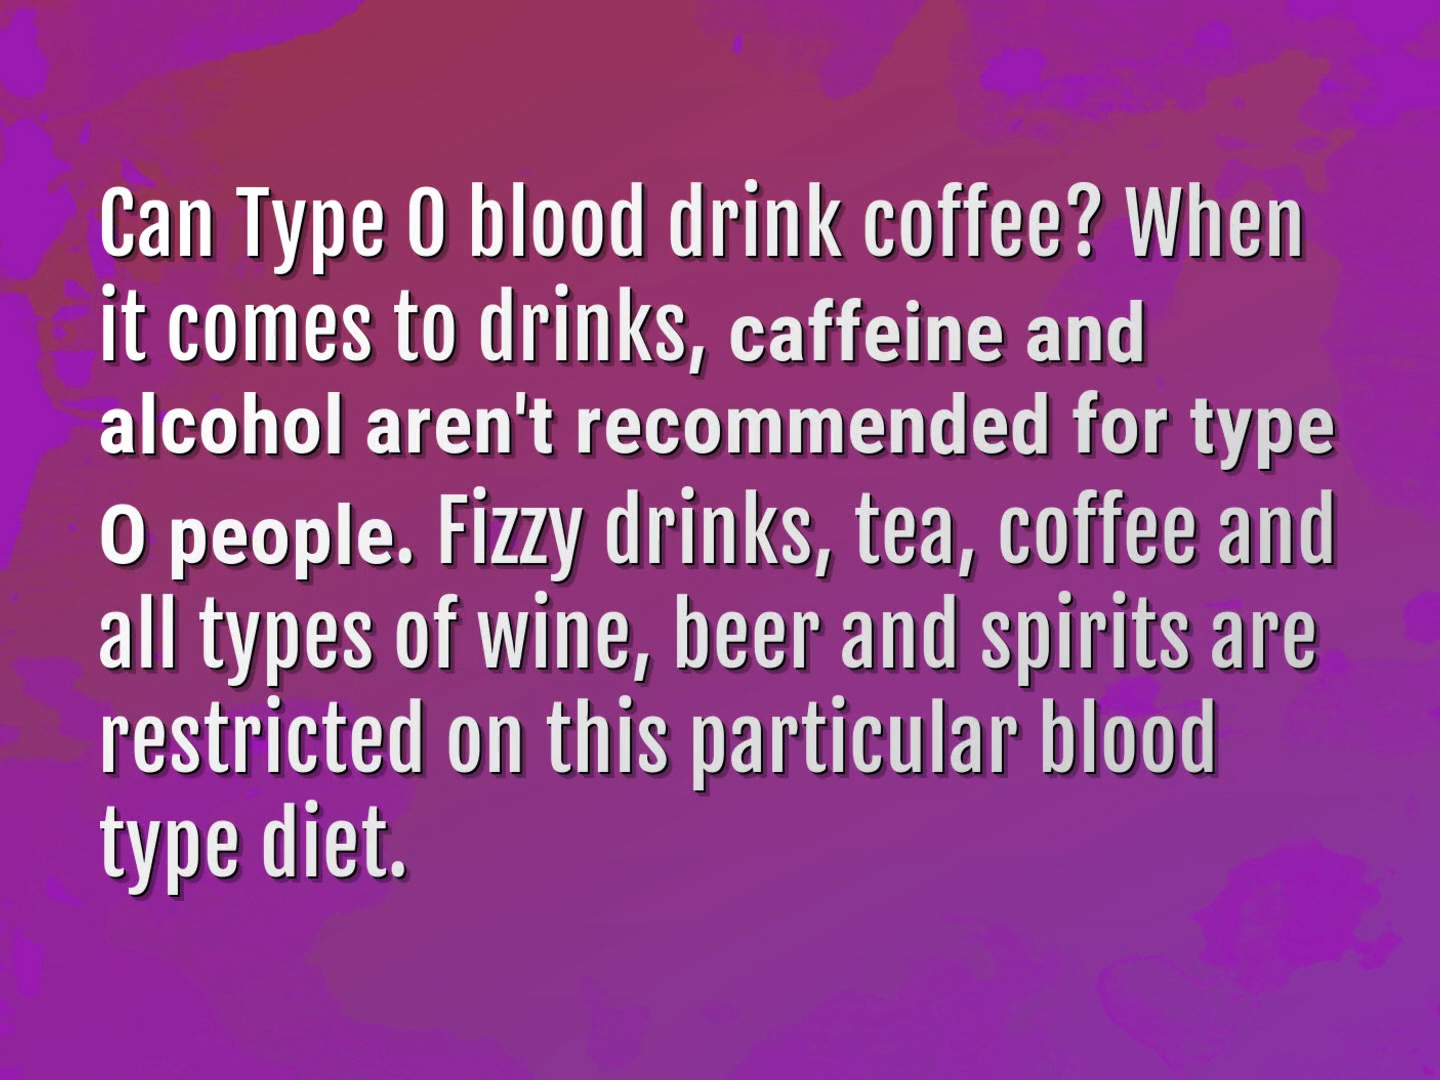 Can Type O blood drink coffee? When
it comes to drinks, caffeine and
alcohol aren't recommended for type
O people. Fizzy drinks, tea, coffee and
all types of wine, beer and spirits are
restricted on this particular blood
type diet.